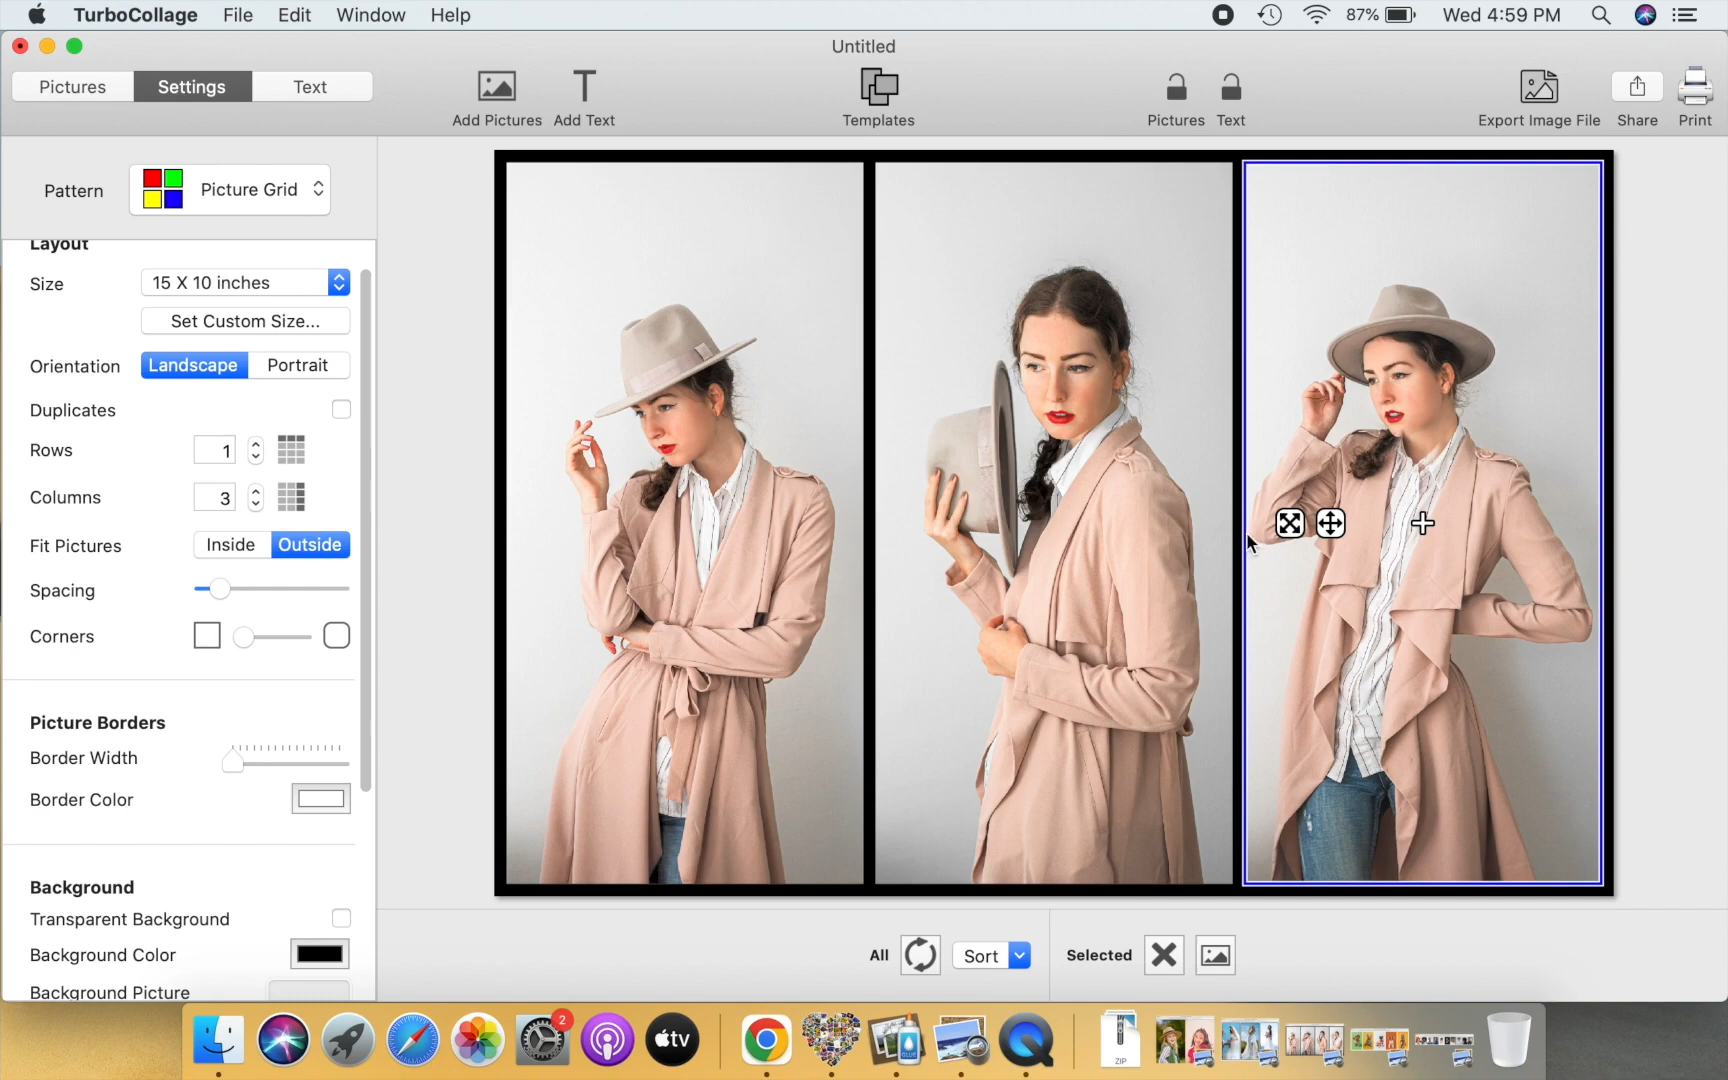 TurboCollage File Edit Window Help 87% Wed 4:59 PM
Untitled
Pictures Settings Text
Add Pictures Add Text Templates Pictures Text Export Image File Share Print
Pattern Picture Grid
Layout
Size 15 X 10 inches
Set Custom Size...
Orientation Landscape Portrait
Duplicates
Rows 1
Columns 3
Fit Pictures Inside Outside
Spacing
Corners
Picture Borders
Border Width
Border Color
Background
Transparent Background
Background Color
Background Picture
All Sort Selected
2
tv
GLUE
ZIP